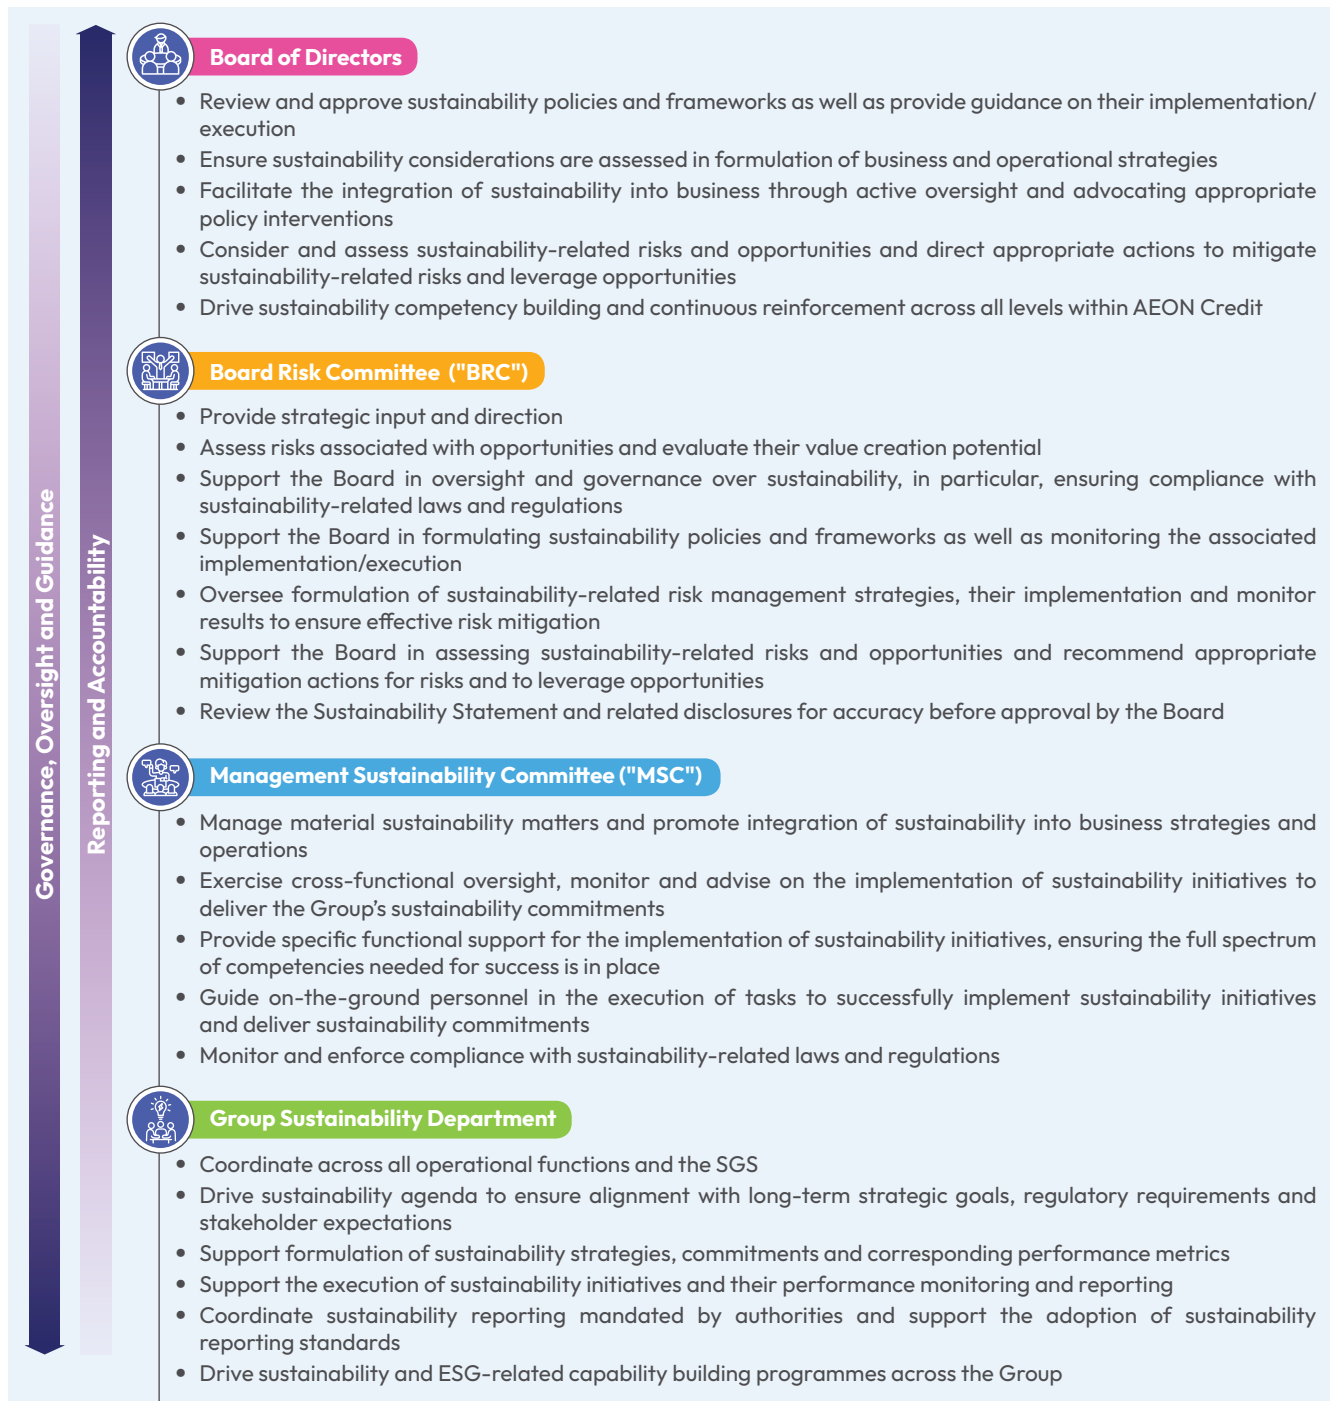 Governance, Oversight and Guidance
Reporting and Accountability
Board of Directors
• Review and approve sustainability policies and frameworks as well as provide guidance on their implementation/
execution
• Ensure sustainability considerations are assessed in formulation of business and operational strategies
• Facilitate the integration of sustainability into business through active oversight and advocating appropriate
policy interventions
• Consider and assess sustainability-related risks and opportunities and direct appropriate actions to mitigate
sustainability-related risks and leverage opportunities
• Drive sustainability competency building and continuous reinforcement across all levels within AEON Credit
Board Risk Committee ("BRC")
• Provide strategic input and direction
• Assess risks associated with opportunities and evaluate their value creation potential
• Support the Board in oversight and governance over sustainability, in particular, ensuring compliance with
sustainability-related laws and regulations
• Support the Board in formulating sustainability policies and frameworks as well as monitoring the associated
implementation/execution
• Oversee formulation of sustainability-related risk management strategies, their implementation and monitor
results to ensure effective risk mitigation
• Support the Board in assessing sustainability-related risks and opportunities and recommend appropriate
mitigation actions for risks and to leverage opportunities
• Review the Sustainability Statement and related disclosures for accuracy before approval by the Board
Management Sustainability Committee ("MSC")
• Manage material sustainability matters and promote integration of sustainability into business strategies and
operations
• Exercise cross-functional oversight, monitor and advise on the implementation of sustainability initiatives to
deliver the Group's sustainability commitments
• Provide specific functional support for the implementation of sustainability initiatives, ensuring the full spectrum
of competencies needed for success is in place
• Guide on-the-ground personnel in the execution of tasks to successfully implement sustainability initiatives
and deliver sustainability commitments
• Monitor and enforce compliance with sustainability-related laws and regulations
Group Sustainability Department
• Coordinate across all operational functions and the SGS
• Drive sustainability agenda to ensure alignment with long-term strategic goals, regulatory requirements and
stakeholder expectations
• Support formulation of sustainability strategies, commitments and corresponding performance metrics
• Support the execution of sustainability initiatives and their performance monitoring and reporting
• Coordinate sustainability reporting mandated by authorities and support the adoption of sustainability
reporting standards
• Drive sustainability and ESG-related capability building programmes across the Group